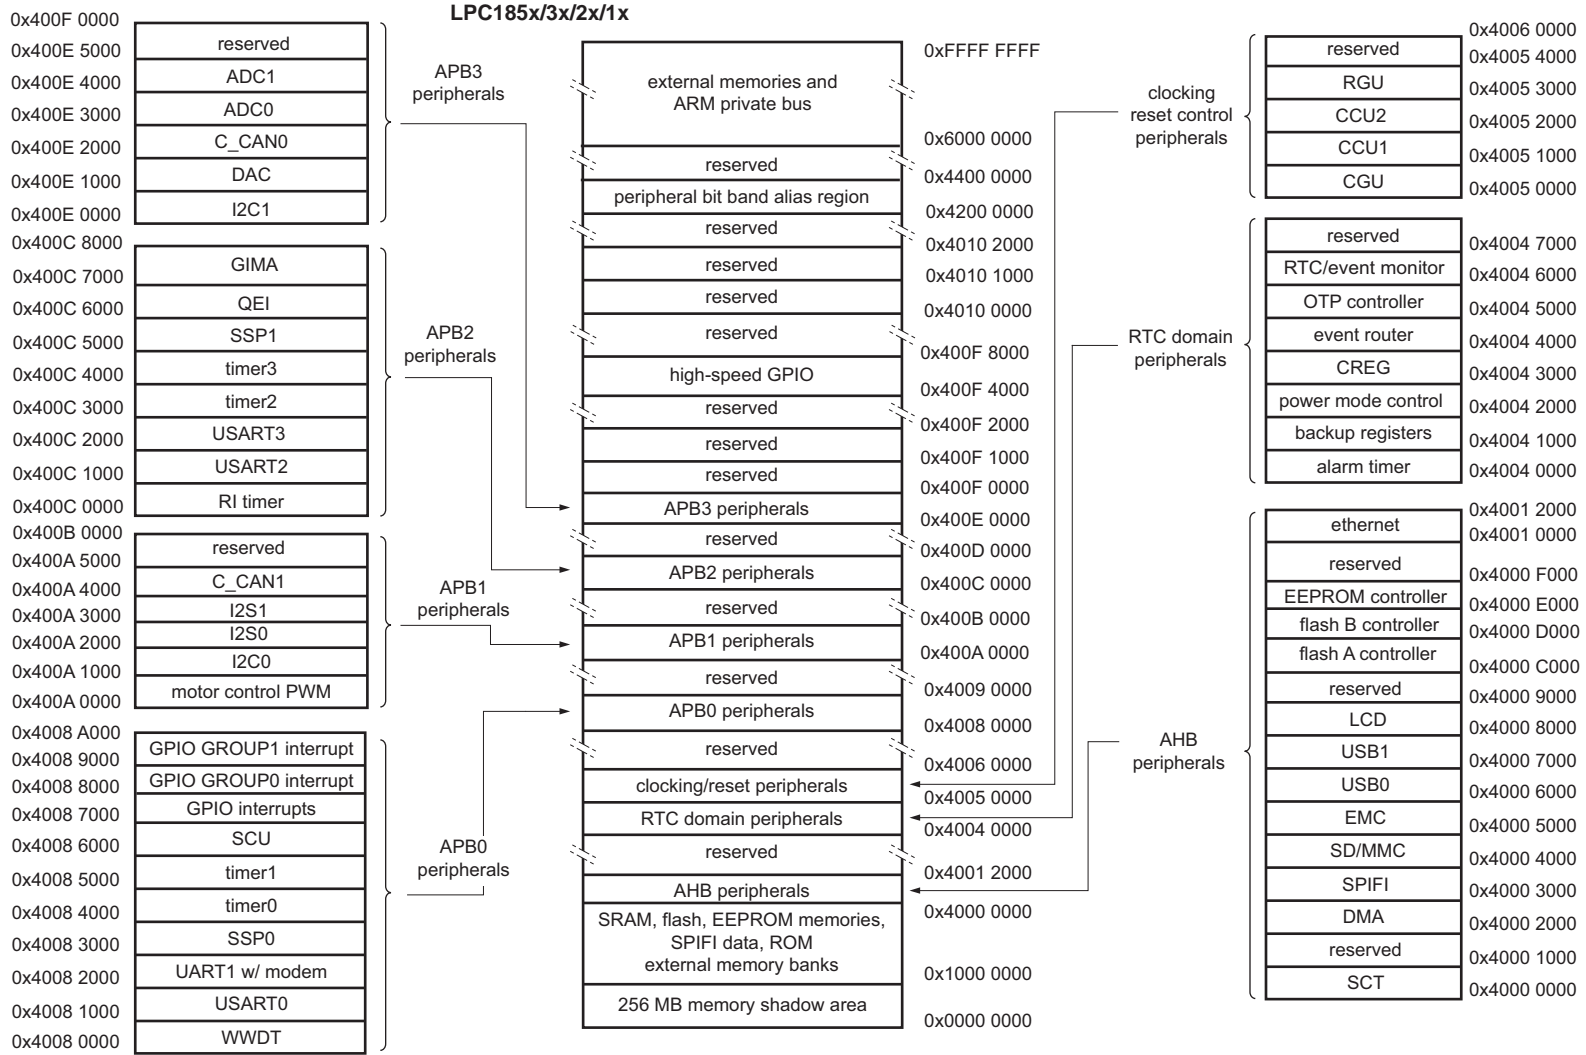 LPC185x/3x/2x/1x
0x400F 0000
reserved
0x400E 5000
ADC1
0x400E 4000
ADC0
0x400E 3000
C_CAN0
0x400E 2000
DAC
0x400E 1000
I2C1
0x400E 0000
APB3
peripherals
0x400C 8000
GIMA
0x400C 7000
QEI
0x400C 6000
SSP1
0x400C 5000
timer3
0x400C 4000
timer2
0x400C 3000
USART3
0x400C 2000
USART2
0x400C 1000
RI timer
0x400C 0000
APB2
peripherals
0x400B 0000
reserved
0x400A 5000
C_CAN1
0x400A 4000
I2S1
0x400A 3000
I2S0
0x400A 2000
I2C0
0x400A 1000
motor control PWM
0x400A 0000
APB1
peripherals
0x4008 A000
GPIO GROUP1 interrupt
0x4008 9000
GPIO GROUP0 interrupt
0x4008 8000
GPIO interrupts
0x4008 7000
SCU
0x4008 6000
timer1
0x4008 5000
timer0
0x4008 4000
SSP0
0x4008 3000
UART1 w/ modem
0x4008 2000
USART0
0x4008 1000
WWDT
0x4008 0000
APB0
peripherals
0xFFFF FFFF
external memories and
ARM private bus
0x6000 0000
reserved
0x4400 0000
peripheral bit band alias region
0x4200 0000
reserved
0x4010 2000
reserved
0x4010 1000
reserved
0x4010 0000
reserved
0x400F 8000
high-speed GPIO
0x400F 4000
reserved
0x400F 2000
reserved
0x400F 1000
reserved
0x400F 0000
APB3 peripherals
0x400E 0000
reserved
0x400D 0000
APB2 peripherals
0x400C 0000
reserved
0x400B 0000
APB1 peripherals
0x400A 0000
reserved
0x4009 0000
APB0 peripherals
0x4008 0000
reserved
0x4006 0000
clocking/reset peripherals
0x4005 0000
RTC domain peripherals
0x4004 0000
reserved
0x4001 2000
AHB peripherals
0x4000 0000
SRAM, flash, EEPROM memories,
SPIFI data, ROM
external memory banks
0x1000 0000
256 MB memory shadow area
0x0000 0000
clocking
reset control
peripherals
0x4006 0000
reserved
0x4005 4000
RGU
0x4005 3000
CCU2
0x4005 2000
CCU1
0x4005 1000
CGU
0x4005 0000
RTC domain
peripherals
reserved
0x4004 7000
RTC/event monitor
0x4004 6000
OTP controller
0x4004 5000
event router
0x4004 4000
CREG
0x4004 3000
power mode control
0x4004 2000
backup registers
0x4004 1000
alarm timer
0x4004 0000
AHB
peripherals
0x4001 2000
ethernet
0x4001 0000
reserved
0x4000 F000
EEPROM controller
0x4000 E000
flash B controller
0x4000 D000
flash A controller
0x4000 C000
reserved
0x4000 9000
LCD
0x4000 8000
USB1
0x4000 7000
USB0
0x4000 6000
EMC
0x4000 5000
SD/MMC
0x4000 4000
SPIFI
0x4000 3000
DMA
0x4000 2000
reserved
0x4000 1000
SCT
0x4000 0000